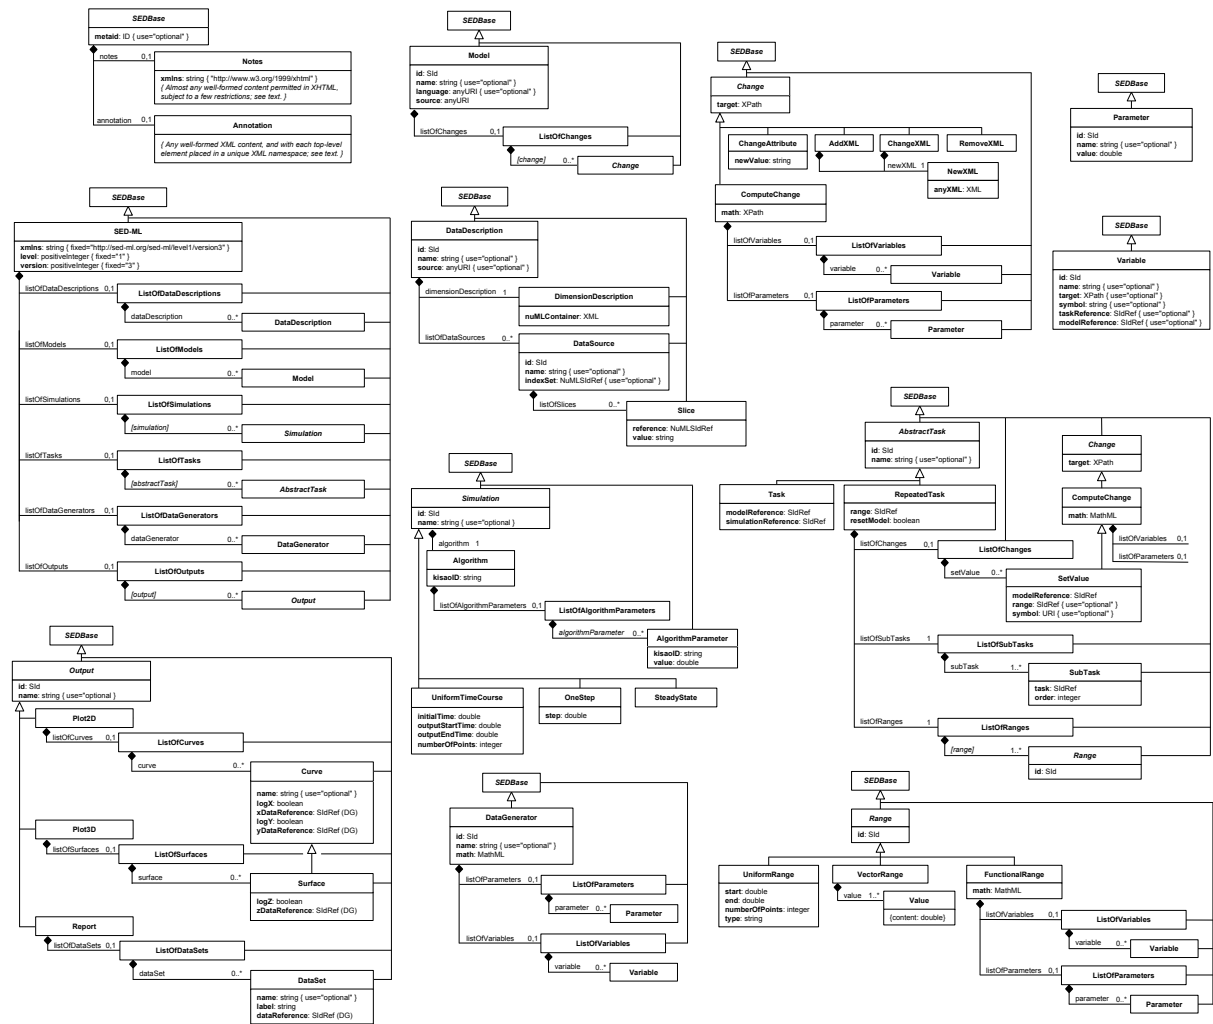 SEDBase
metaid: ID { use="optional" }
notes 0,1
Notes
xmlns: string { "http://www.w3.org/1999/xhtml" }
{ Almost any well-formed content permitted in XHTML,
subject to a few restrictions; see text. }
annotation 0,1
Annotation
{ Any well-formed XML content, and with each top-level
element placed in a unique XML namespace; see text. }
SEDBase
Model
id: SId
name: string { use="optional" }
language: anyURI { use="optional" }
source: anyURI
listOfChanges 0,1
ListOfChanges
[change] 0..*
Change
SEDBase
Change
target: XPath
ChangeAttribute
newValue: string
AddXML
ChangeXML
RemoveXML
newXML 1
NewXML
anyXML: XML
ComputeChange
math: XPath
listOfVariables 0,1
ListOfVariables
variable 0..*
Variable
listOfParameters 0,1
ListOfParameters
parameter 0..*
Parameter
SEDBase
Parameter
id: SId
name: string { use="optional" }
value: double
SEDBase
Variable
id: SId
name: string { use="optional" }
target: XPath { use="optional" }
symbol: string { use="optional" }
taskReference: SIdRef { use="optional" }
modelReference: SIdRef { use="optional" }
SEDBase
SED-ML
xmlns: string { fixed="http://sed-ml.org/sed-ml/level1/version3" }
level: positiveInteger { fixed="1" }
version: positiveInteger { fixed="3" }
listOfDataDescriptions 0,1
ListOfDataDescriptions
dataDescription 0..*
DataDescription
listOfModels 0,1
ListOfModels
model 0..*
Model
listOfSimulations 0,1
ListOfSimulations
[simulation] 0..*
Simulation
listOfTasks 0,1
ListOfTasks
[abstractTask] 0..*
AbstractTask
listOfDataGenerators 0,1
ListOfDataGenerators
dataGenerator 0..*
DataGenerator
listOfOutputs 0,1
ListOfOutputs
[output] 0..*
Output
SEDBase
DataDescription
id: SId
name: string { use="optional" }
source: anyURI
dimensionDescription 1
DimensionDescription
nuMLContainer: XML
listOfDataSources 0..*
DataSource
id: SId
name: string { use="optional" }
indexSet: NuMLSIdRef { use="optional" }
listOfSlices 0..*
Slice
reference: NuMLSIdRef
value: string
SEDBase
Simulation
id: SId
name: string { use="optional }
algorithm 1
Algorithm
kisaoID: string
listOfAlgorithmParameters 0,1
ListOfAlgorithmParameters
algorithmParameter 0..*
AlgorithmParameter
kisaoID: string
value: double
UniformTimeCourse
initialTime: double
outputStartTime: double
outputEndTime: double
numberOfPoints: integer
OneStep
step: double
SteadyState
SEDBase
AbstractTask
id: SId
name: string { use="optional" }
Task
modelReference: SIdRef
simulationReference: SIdRef
RepeatedTask
range: SIdRef
resetModel: boolean
Change
target: XPath
ComputeChange
math: MathML
listOfVariables 0,1
listOfParameters 0,1
listOfChanges 0,1
ListOfChanges
setValue 0..*
SetValue
modelReference: SIdRef
range: SIdRef { use="optional" }
symbol: URI { use="optional" }
listOfSubTasks 1
ListOfSubTasks
subTask 1..*
SubTask
task: SIdRef
order: integer
listOfRanges 1
ListOfRanges
[range] 1..*
Range
id: SId
SEDBase
Output
id: SId
name: string { use="optional }
Plot2D
listOfCurves 0,1
ListOfCurves
curve 0..*
Curve
name: string { use="optional" }
logX: boolean
xDataReference: SIdRef (DG)
logY: boolean
yDataReference: SIdRef (DG)
Plot3D
listOfSurfaces 0,1
ListOfSurfaces
surface 0..*
Surface
logZ: boolean
zDataReference: SIdRef (DG)
Report
listOfDataSets 0,1
ListOfDataSets
dataSet 0..*
DataSet
name: string { use="optional" }
label: string
dataReference: SIdRef (DG)
SEDBase
DataGenerator
id: SId
name: string { use="optional" }
math: MathML
listOfParameters 0,1
ListOfParameters
parameter 0..*
Parameter
listOfVariables 0,1
ListOfVariables
variable 0..*
Variable
SEDBase
Range
id: SId
UniformRange
start: double
end: double
numberOfPoints: integer
type: string
VectorRange
value 1..*
Value
{content: double}
FunctionalRange
math: MathML
listOfVariables 0,1
ListOfVariables
variable 0..*
Variable
listOfParameters 0,1
ListOfParameters
parameter 0..*
Parameter